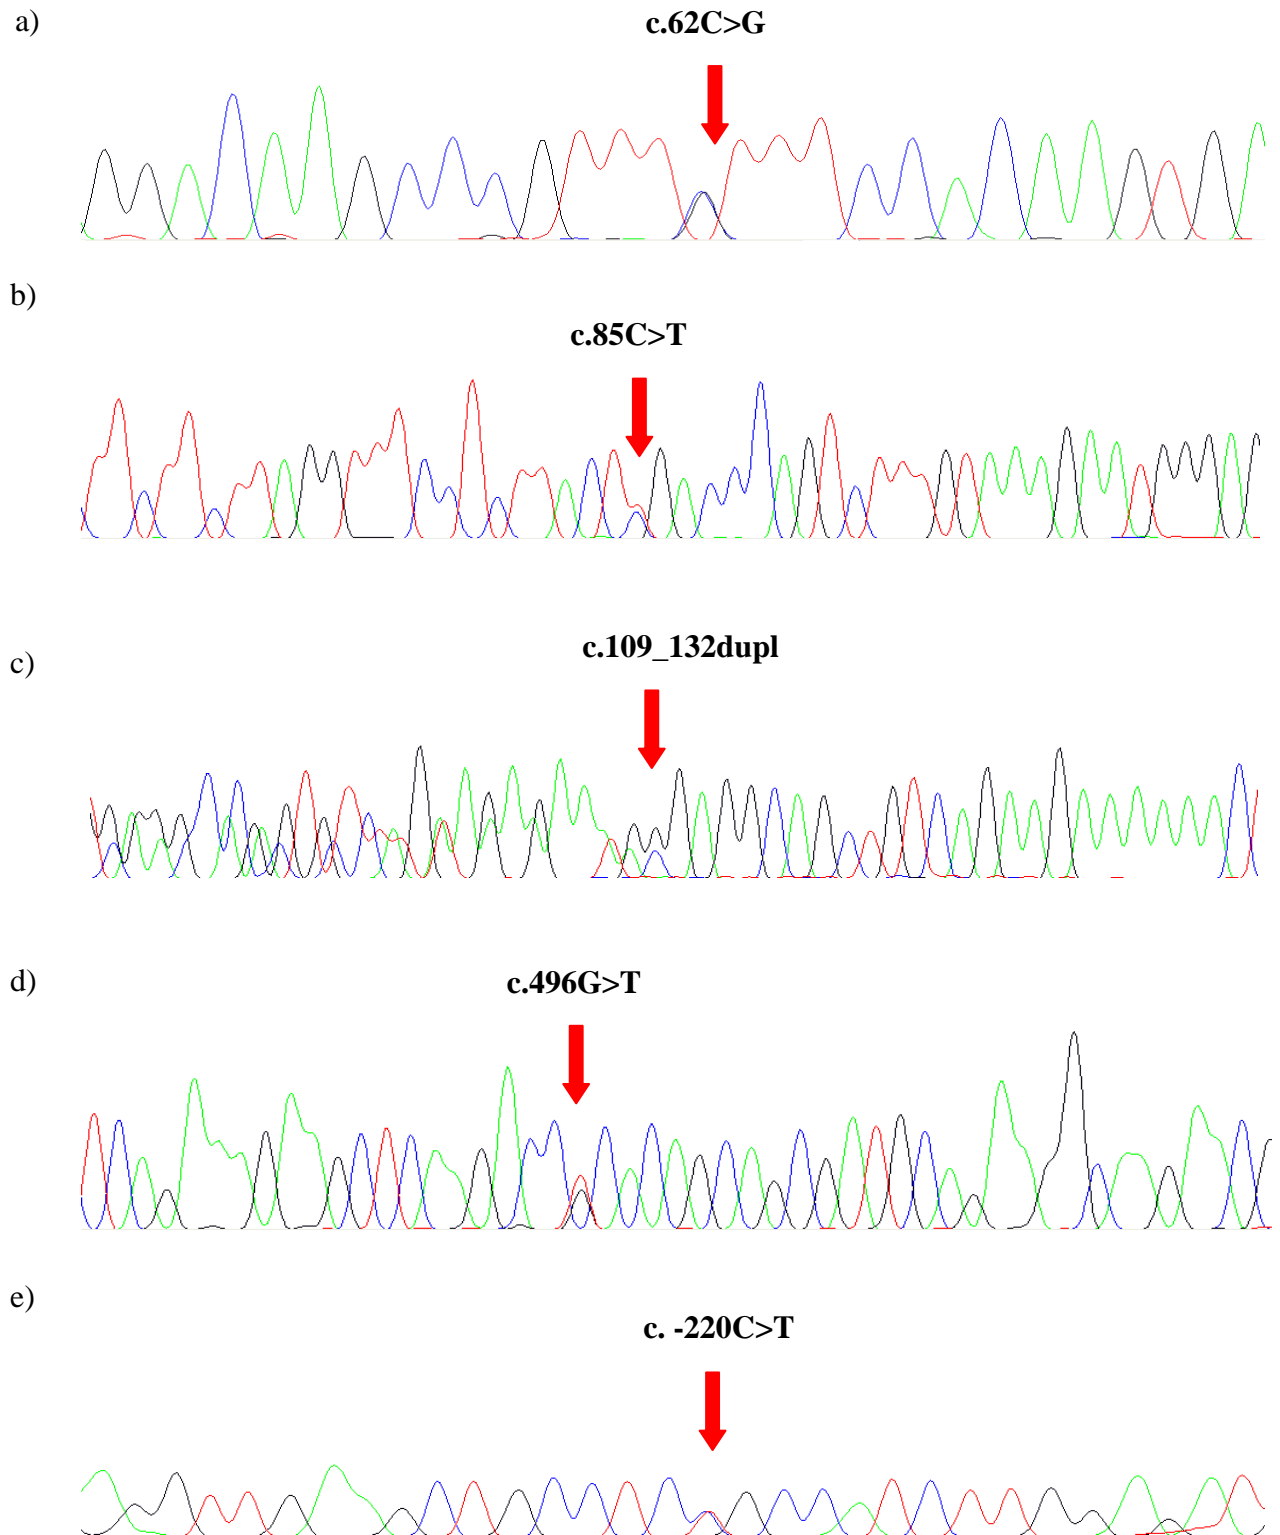 a)
c.62C>G
b)
c.85C>T
c.109_132dupl
c)
d)
c.496G>T
e)
c. -220C>T